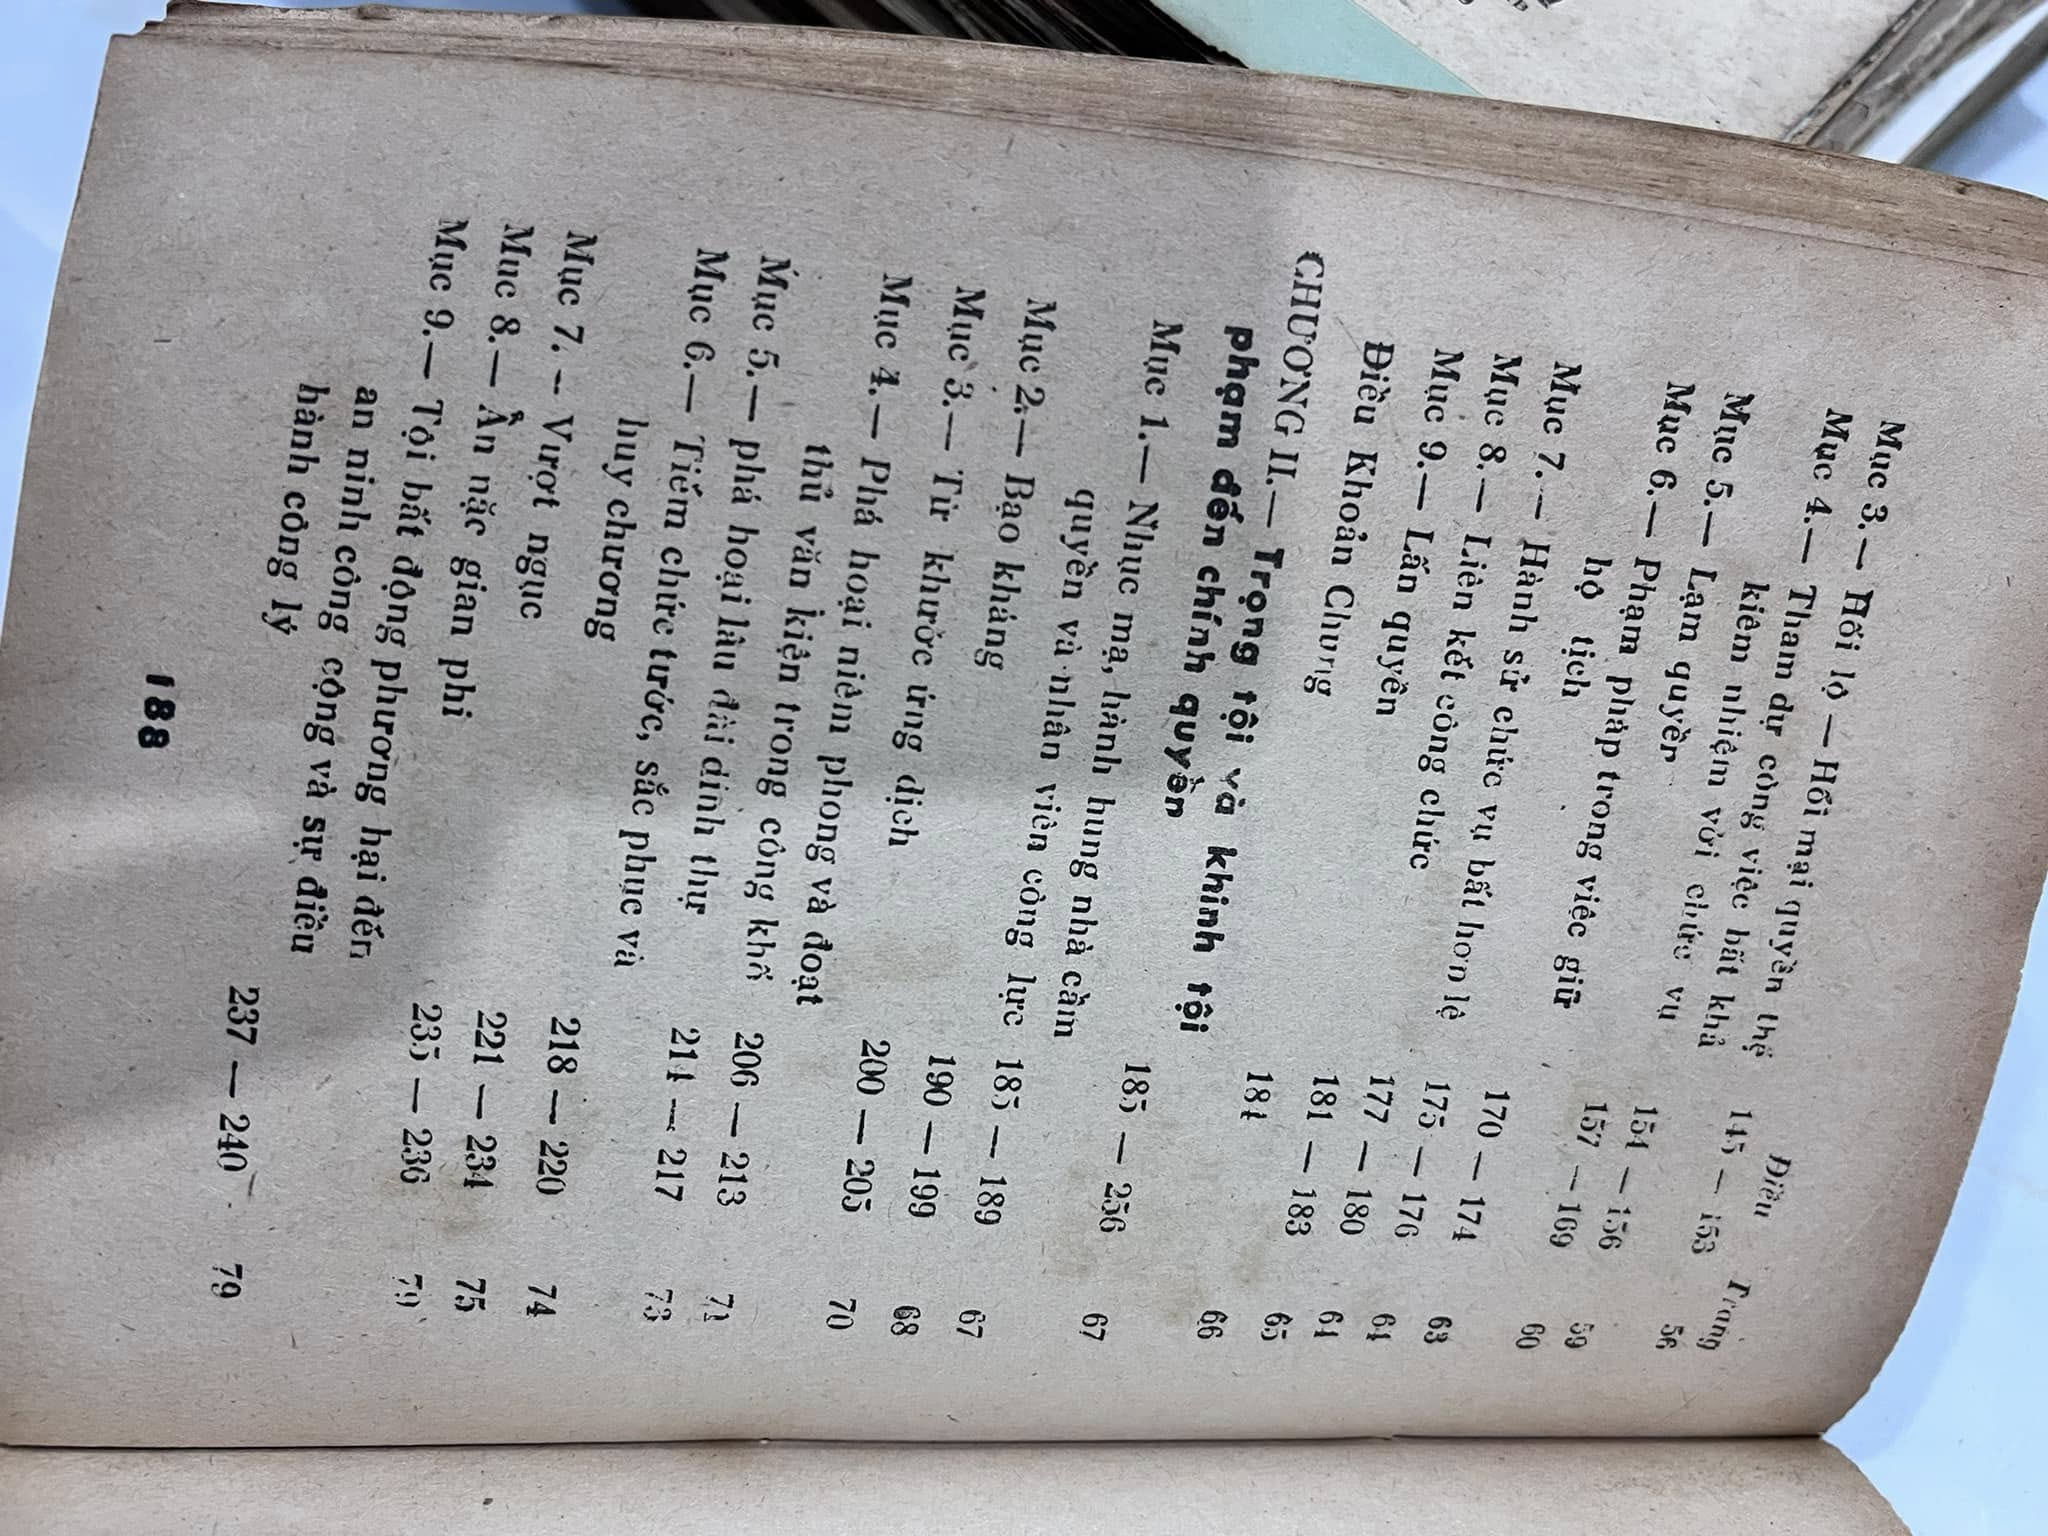 Điều Trang
Mục 3.— Hối lộ — Hối mại quyền thế 145 — 153 56
Mục 4.— Tham dự công việc bất khả
kiêm nhiệm với chức vụ 154 — 156 59
Mục 5.— Lạm quyền 157 — 169 60
Mục 6.— Phạm pháp trong việc giữ
hộ tịch 170 — 174 63
Mục 7.— Hành sử chức vụ bất hợp lệ 175 — 176 64
Mục 8.— Liên kết công chức 177 — 180 64
Mục 9.— Lấn quyền 181 — 183 65
Điều Khoản Chung 184 66
CHƯƠNG II.— Trọng tội và khinh tội
phạm đến chính quyền 185 — 256 67
Mục 1.— Nhục mạ, hành hung nhà cầm
quyền và nhân viên công lực 185 — 189 67
Mục 2.— Bạo kháng 190 — 199 68
Mục 3.— Từ khước ứng dịch 200 — 205 70
Mục 4.— Phá hoại niêm phong và đoạt
thủ văn kiện trong công khố 206 — 213 71
Mục 5.— phá hoại lâu đài dinh thự 214 — 217 73
Mục 6.— Tiếm chức tước, sắc phục và
huy chương 218 — 220 74
Mục 7.— Vượt ngục 221 — 234 75
Mục 8.— Ẩn nặc gian phi 235 — 236 79
Mục 9.— Tội bất động phương hại đến
an ninh công cộng và sự điều
hành công lý 237 — 240 79
188